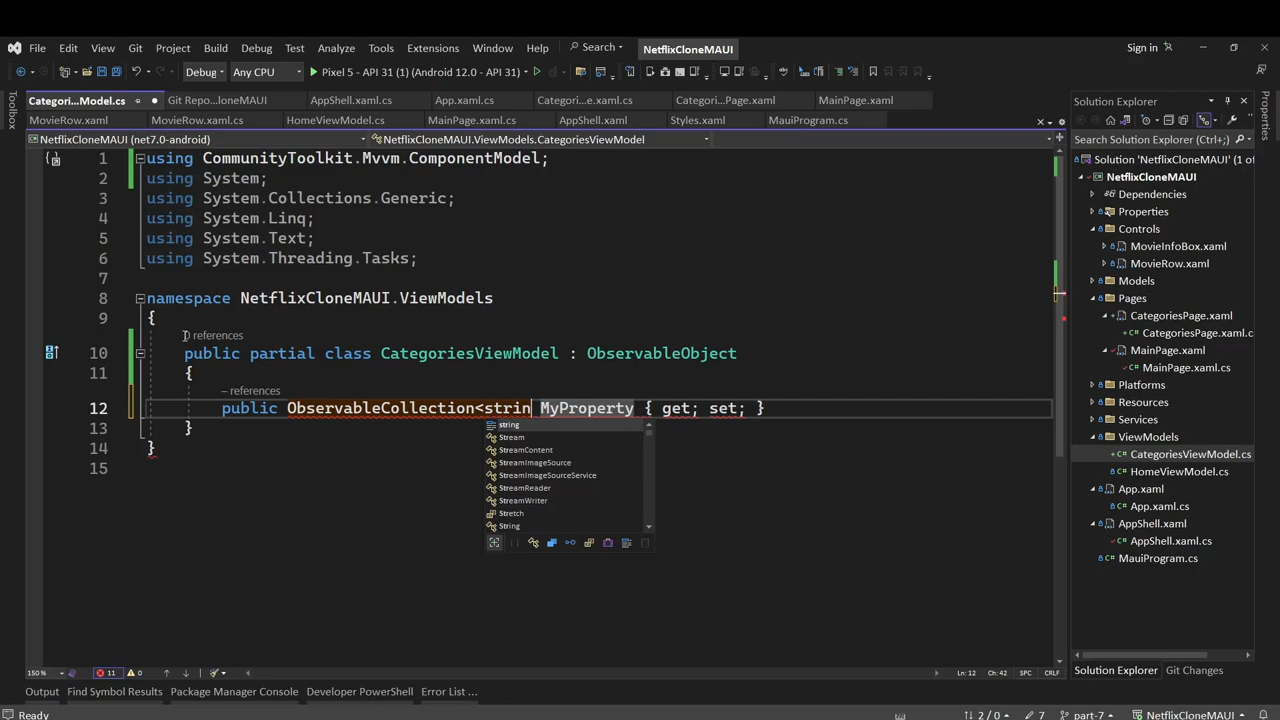 File Edit View Git Project Build Debug Test Analyze Tools Extensions Window Help Search NetflixCloneMAUI Sign in
Debug Any CPU Pixel 5 - API 31 (1) (Android 12.0 - API 31)
Categori...Model.cs Git Repo...loneMAUI AppShell.xaml.cs App.xaml.cs Categorie...e.xaml.cs Categorie...Page.xaml MainPage.xaml
MovieRow.xaml MovieRow.xaml.cs HomeViewModel.cs MainPage.xaml.cs AppShell.xaml Styles.xaml MauiProgram.cs
NetflixCloneMAUI (net7.0-android) NetflixCloneMAUI.ViewModels.CategoriesViewModel
Toolbox
1 using CommunityToolkit.Mvvm.ComponentModel;
2 using System;
3 using System.Collections.Generic;
4 using System.Linq;
5 using System.Text;
6 using System.Threading.Tasks;
7
8 namespace NetflixCloneMAUI.ViewModels
9 {
0 references
10 public partial class CategoriesViewModel : ObservableObject
11 {
– references
12 public ObservableCollection<strin MyProperty { get; set; }
13 }
14 }
15
string
Stream
StreamContent
StreamImageSource
StreamImageSourceService
StreamReader
StreamWriter
Stretch
String
150 % 11 0 Ln: 12 Ch: 42 SPC CRLF
Output Find Symbol Results Package Manager Console Developer PowerShell Error List ...
Solution Explorer
Search Solution Explorer (Ctrl+;)
Solution 'NetflixCloneMAUI' (1 of
NetflixCloneMAUI
Dependencies
Properties
Controls
MovieInfoBox.xaml
MovieRow.xaml
Models
Pages
CategoriesPage.xaml
CategoriesPage.xaml.c
MainPage.xaml
MainPage.xaml.cs
Platforms
Resources
Services
ViewModels
CategoriesViewModel.cs
HomeViewModel.cs
App.xaml
App.xaml.cs
AppShell.xaml
AppShell.xaml.cs
MauiProgram.cs
Solution Explorer Git Changes
Properties
Ready 2 / 0 7 part-7 NetflixCloneMAUI